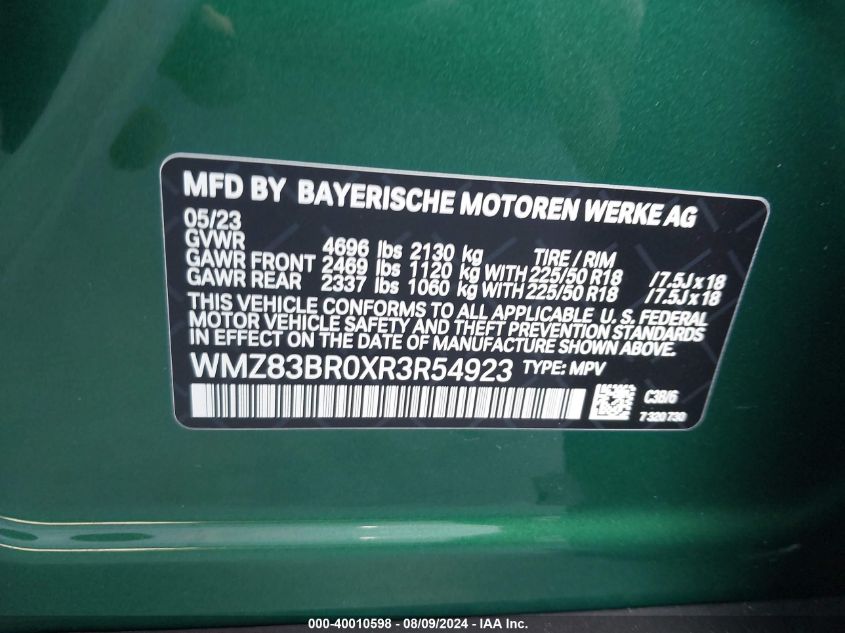 MFD BY BAYERISCHE MOTOREN WERKE AG
05/23
GVWR 4696 lbs 2130 kg TIRE / RIM
GAWR FRONT 2469 lbs 1120 kg WITH 225/50 R18 /7.5J x 18
GAWR REAR 2337 lbs 1060 kg WITH 225/50 R18 /7.5J x 18
THIS VEHICLE CONFORMS TO ALL APPLICABLE U.S. FEDERAL
MOTOR VEHICLE SAFETY AND THEFT PREVENTION STANDARDS
IN EFFECT ON THE DATE OF MANUFACTURE SHOWN ABOVE.
WMZ83BR0XR3R54923 TYPE: MPV
C38/6
7 320 730
000-40010598 - 08/09/2024 - IAA Inc.